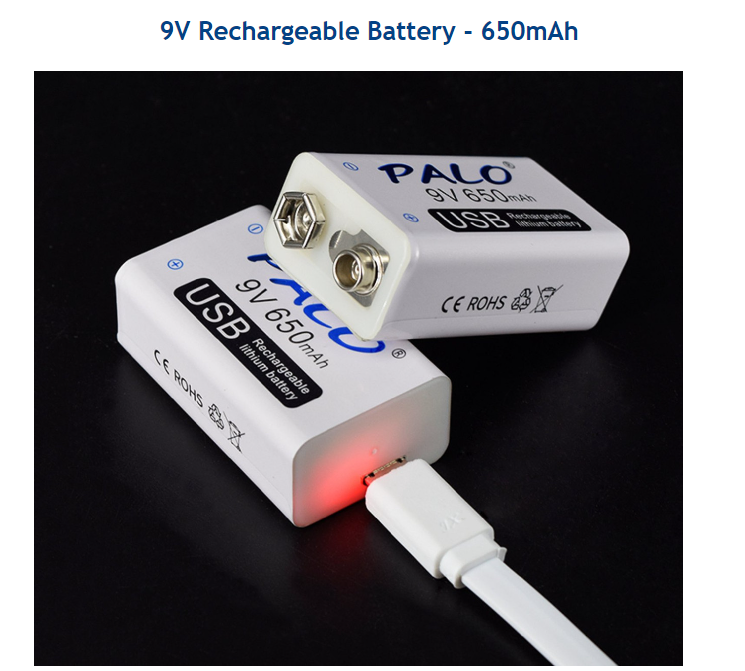 9V Rechargeable Battery - 650mAh
PALO®
9V 650mAh
USB Rechargeable
lithium battery
CE ROHS
PALO®
9V 650mAh
USB Rechargeable
lithium battery
CE ROHS